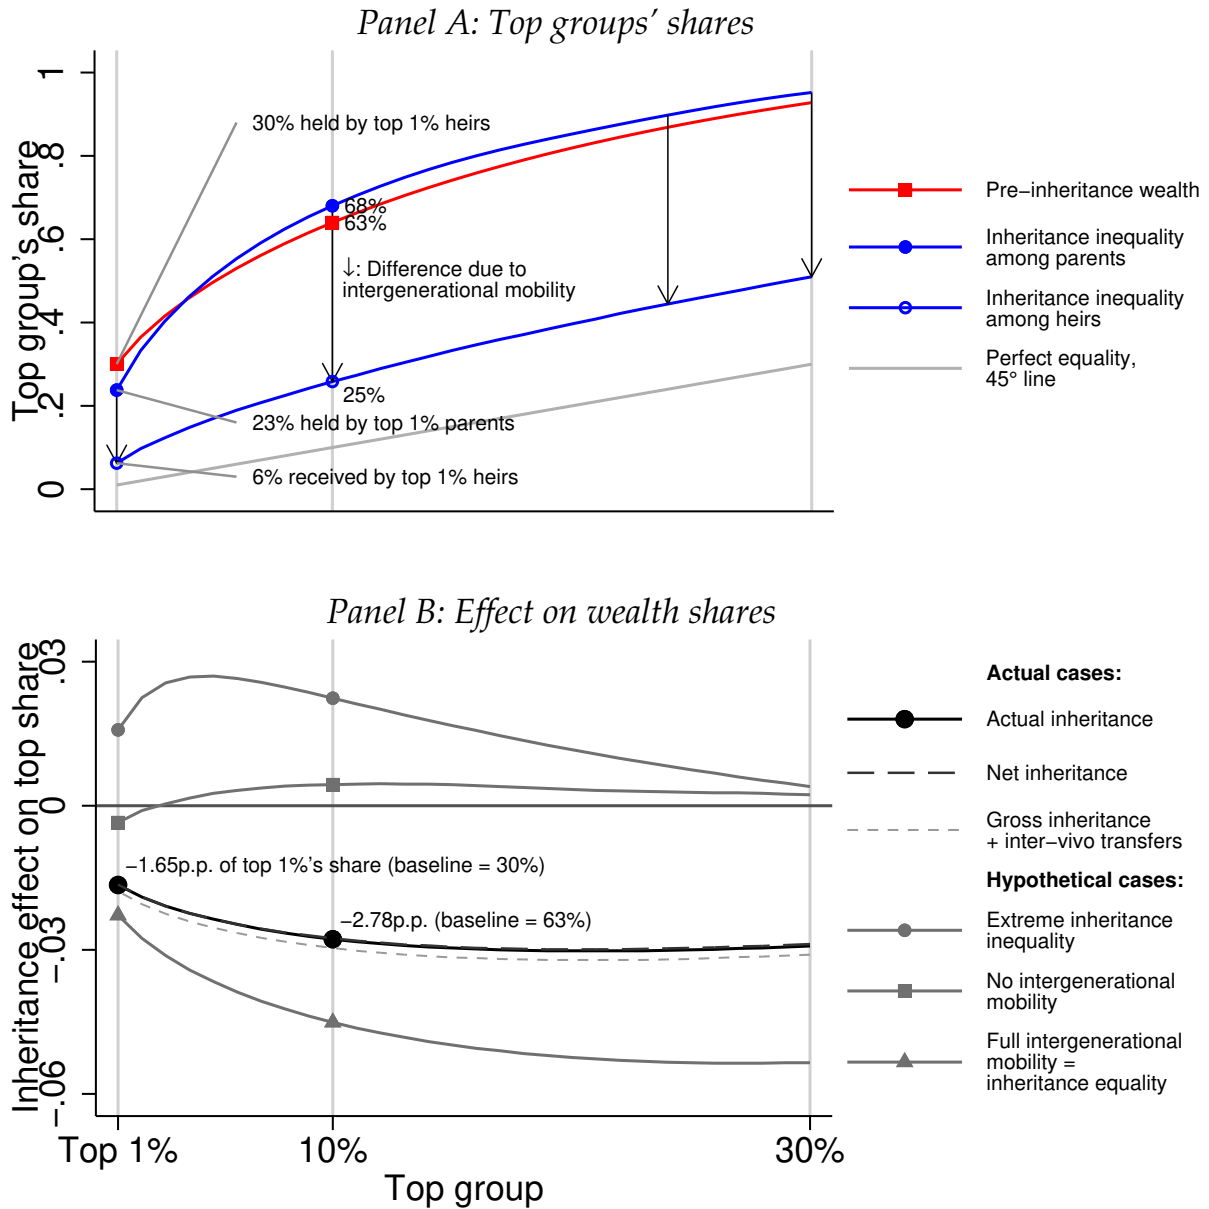 Panel A: Top groups' shares
Top group's share
1
.8
.6
.4
.2
0
30% held by top 1% heirs
68%
63%
↓: Difference due to
intergenerational mobility
25%
23% held by top 1% parents
6% received by top 1% heirs
Pre−inheritance wealth
Inheritance inequality
among parents
Inheritance inequality
among heirs
Perfect equality,
45° line
Panel B: Effect on wealth shares
Inheritance effect on top share
.03
0
−.03
−.06
−1.65p.p. of top 1%'s share (baseline = 30%)
−2.78p.p. (baseline = 63%)
Top 1%
10%
30%
Top group
Actual cases:
Actual inheritance
Net inheritance
Gross inheritance
+ inter−vivo transfers
Hypothetical cases:
Extreme inheritance
inequality
No intergenerational
mobility
Full intergenerational
mobility =
inheritance equality